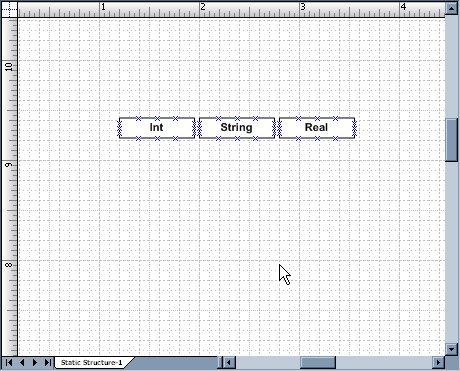 1 2 3 4
10
Int String Real
9
8
Static Structure-1